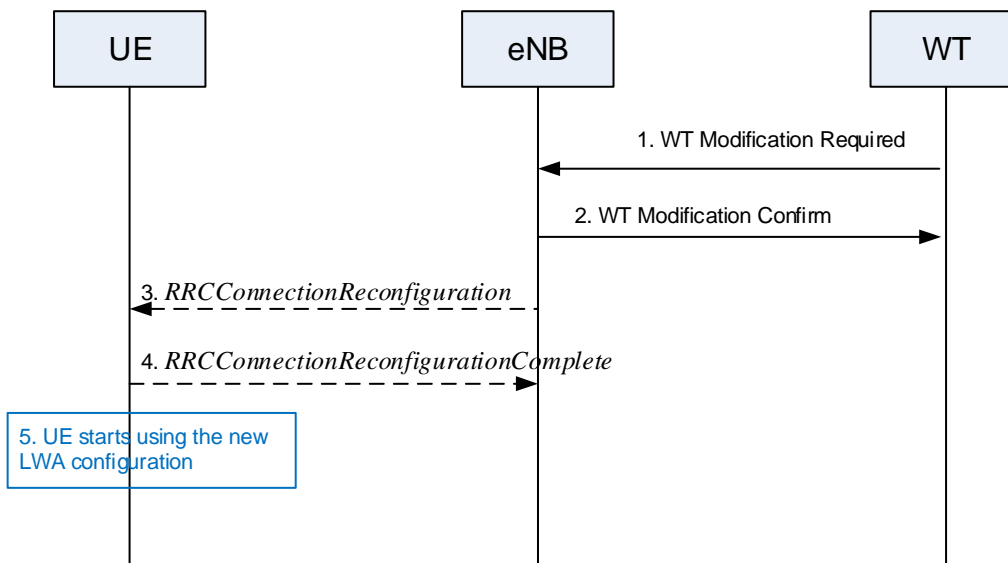 UE
eNB
WT
1. WT Modification Required
2. WT Modification Confirm
3. RRCConnectionReconfiguration
4. RRCConnectionReconfigurationComplete
5. UE starts using the new
LWA configuration